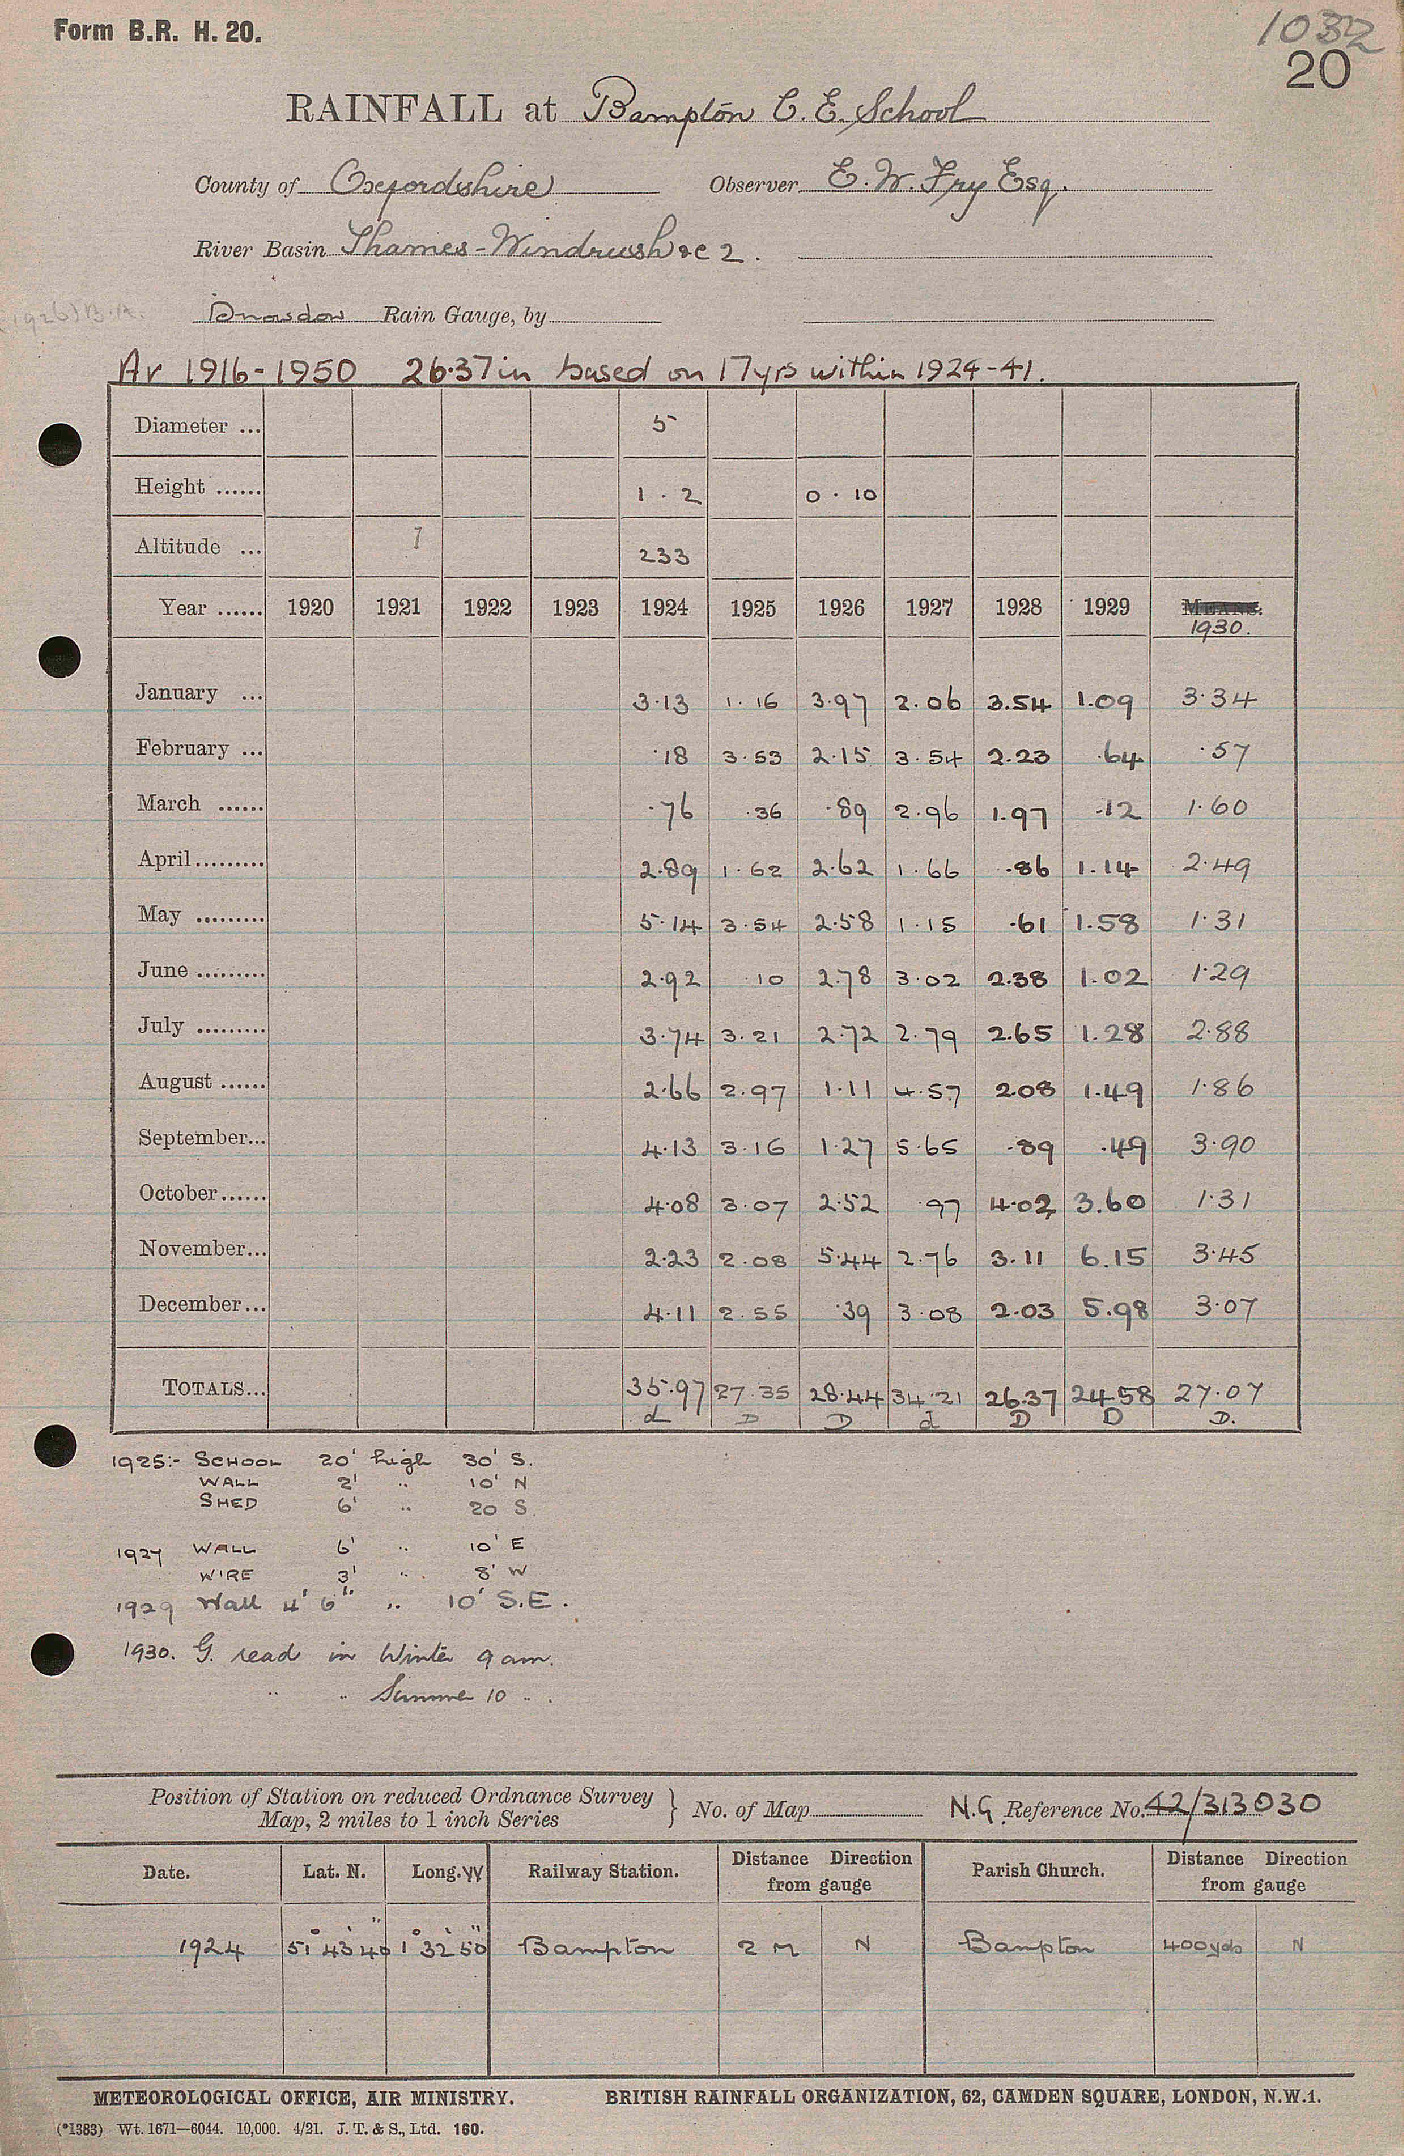 Form B.R. H. 20.
1032
20
RAINFALL at Bampton C. E. School
County of Oxfordshire Observer E. W. Fry Esq.
River Basin Thames - Windrush &c 2.
Snowdon Rain Gauge, by
Av 1916-1950 26.37in based on 17yrs within 1924-41.
Diameter ... 5
Height ...... 1 . 2 0 . 10
Altitude ... 233
Year ...... 1920 1921 1922 1923 1924 1925 1926 1927 1928 1929 MEANS. 1930.
January ... 3.13 1.16 3.97 2.06 3.54 1.09 3.34
February ... .18 3.53 2.15 3.54 2.23 .64 .57
March ...... .76 .36 .89 2.96 1.97 .12 1.60
April......... 2.89 1.62 2.62 1.66 .86 1.14 2.49
May ......... 5.14 3.54 2.58 1.15 .61 1.58 1.31
June ......... 2.92 .10 2.78 3.02 2.38 1.02 1.29
July ......... 3.74 3.21 2.72 2.79 2.65 1.28 2.88
August ...... 2.66 2.97 1.11 4.57 2.08 1.49 1.86
September... 4.13 3.16 1.27 5.65 .89 .49 3.90
October...... 4.08 3.07 2.52 .97 4.02 3.60 1.31
November... 2.23 2.08 5.44 2.76 3.11 6.15 3.45
December... 4.11 2.55 .39 3.08 2.03 5.98 3.07
TOTALS... 35.97 27.35 28.44 34.21 26.37 24.58 27.07
d D D d D D D.
1925:- SCHOOL 20' high 30' S.
WALL 2' .. 10' N
SHED 6' .. 20 S.
1927 WALL 6' .. 10' E
WIRE 3' .. 8' W
1929 Wall 4' 6" .. 10' S.E.
1930. G. read in Winter 9 am.
.. .. Summer 10 .. .
Position of Station on reduced Ordnance Survey
Map, 2 miles to 1 inch Series } No. of Map N.G. Reference No. 42/313030
Date. Lat. N. Long. W Railway Station. Distance Direction from gauge Parish Church. Distance Direction from gauge
1924 51° 43' 40" 1° 32' 50" Bampton 2 M N Bampton 400yds N
METEOROLOGICAL OFFICE, AIR MINISTRY. BRITISH RAINFALL ORGANIZATION, 62, CAMDEN SQUARE, LONDON, N.W.1.
(*1383) Wt. 1671—6044. 10,000. 4/21. J. T. & S., Ltd. 160.